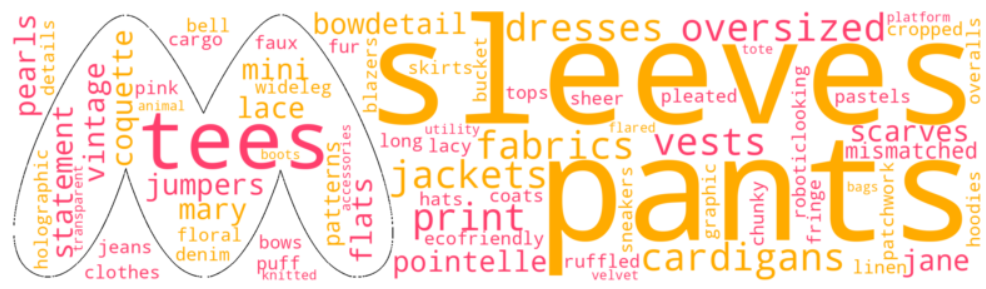 pearls
details
bell
cargo
coquette
vintage
pink
animal
faux
fur
mini
wideleg
lace
tees
boots
statement
transparent
holographic
jumpers
mary
floral
denim
jeans
clothes
bows
puff
knitted
patterns
accessories
flats
bowdetail
blazers
sleeves
skirts
bucket
dresses
tops
sheer
oversized
tote
platform
cropped
overalls
pleated
pastels
long
utility
lacy
flared
fabrics
vests
roboticlooking
scarves
mismatched
jackets
hats
coats
print
ecofriendly
pointelle
pants
sneakers
graphic
chunky
fringe
bags
patchwork
hoodies
ruffled
velvet
cardigans
linen
jane